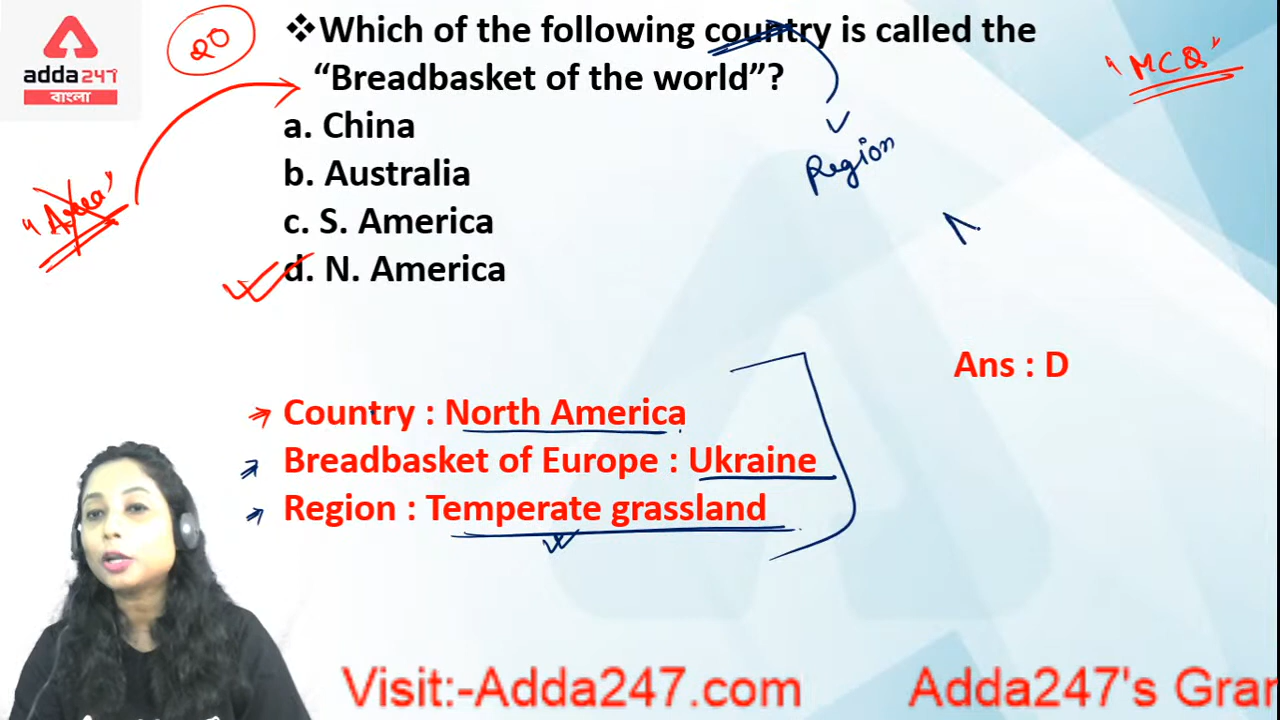 adda247
বাংলা
20
❖Which of the following country is called the
“Breadbasket of the world”?
"MCQ"
a. China
b. Australia
c. S. America
d. N. America
Region
"Area"
Ans : D
Country : North America
Breadbasket of Europe : Ukraine
Region : Temperate grassland
Visit:-Adda247.com Adda247's Gra